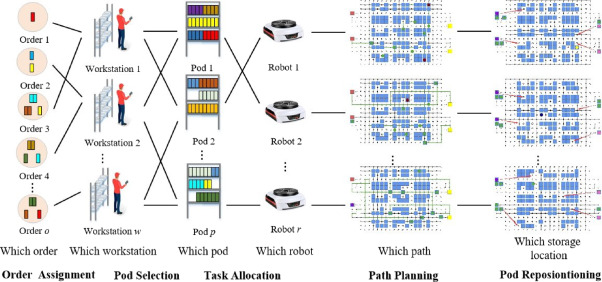 Order 1
Order 2
Order 3
Order 4
Order o
Workstation 1
Workstation 2
Workstation w
Pod 1
Pod 2
Pod p
Robot 1
Robot 2
Robot r
Which order
Which workstation
Which pod
Which robot
Which path
Which storage
location
Order Assignment
Pod Selection
Task Allocation
Path Planning
Pod Reposiontioning